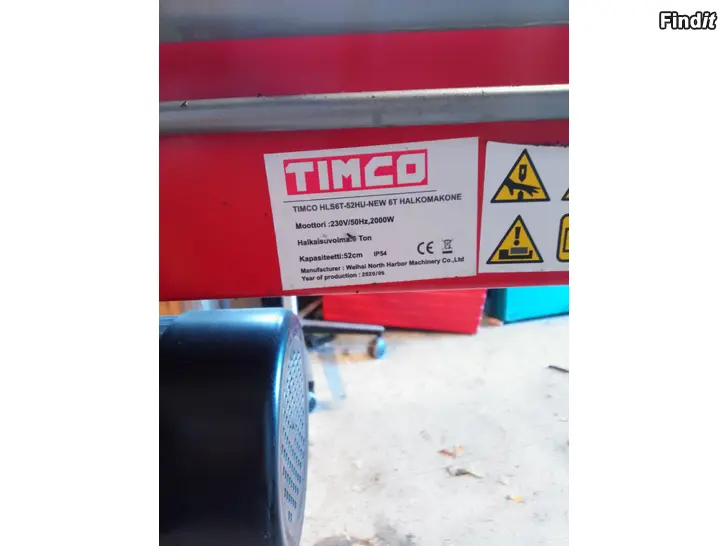 Findit
TIMCO
TIMCO HLS6T-52HU-NEW 6T HALKOMAKONE
Moottori :230V/50Hz,2000W
Halkaisuvoima:6 Ton
Kapasiteetti:52cm IP54
CE
Manufacturer : Weihai North Harbor Machinery Co.,Ltd
Year of production : 2020/05